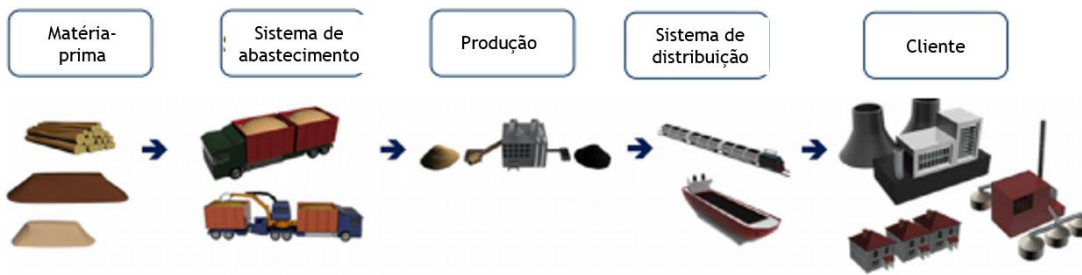 Matéria-
prima
Sistema de
abastecimento
Produção
Sistema de
distribuição
Cliente